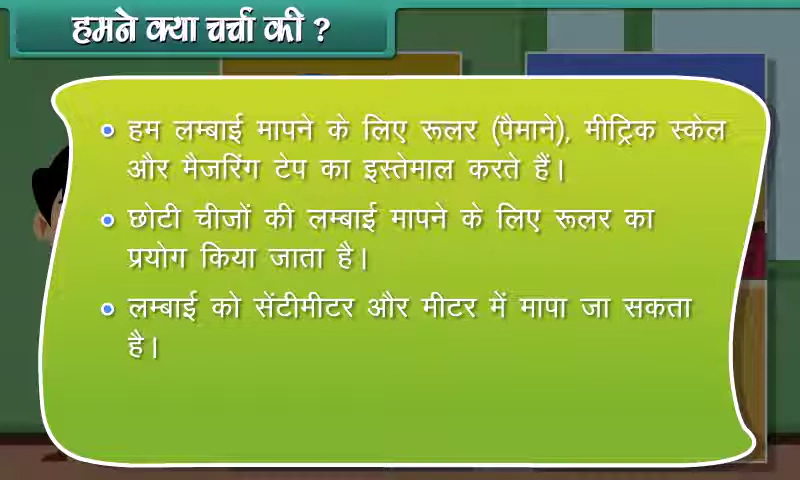 हमने क्या चर्चा की ?
• हम लम्बाई मापने के लिए रूलर (पैमाने), मीट्रिक स्केल
और मैजरिंग टेप का इस्तेमाल करते हैं।
• छोटी चीजों की लम्बाई मापने के लिए रूलर का
प्रयोग किया जाता है।
• लम्बाई को सेंटीमीटर और मीटर में मापा जा सकता
है।